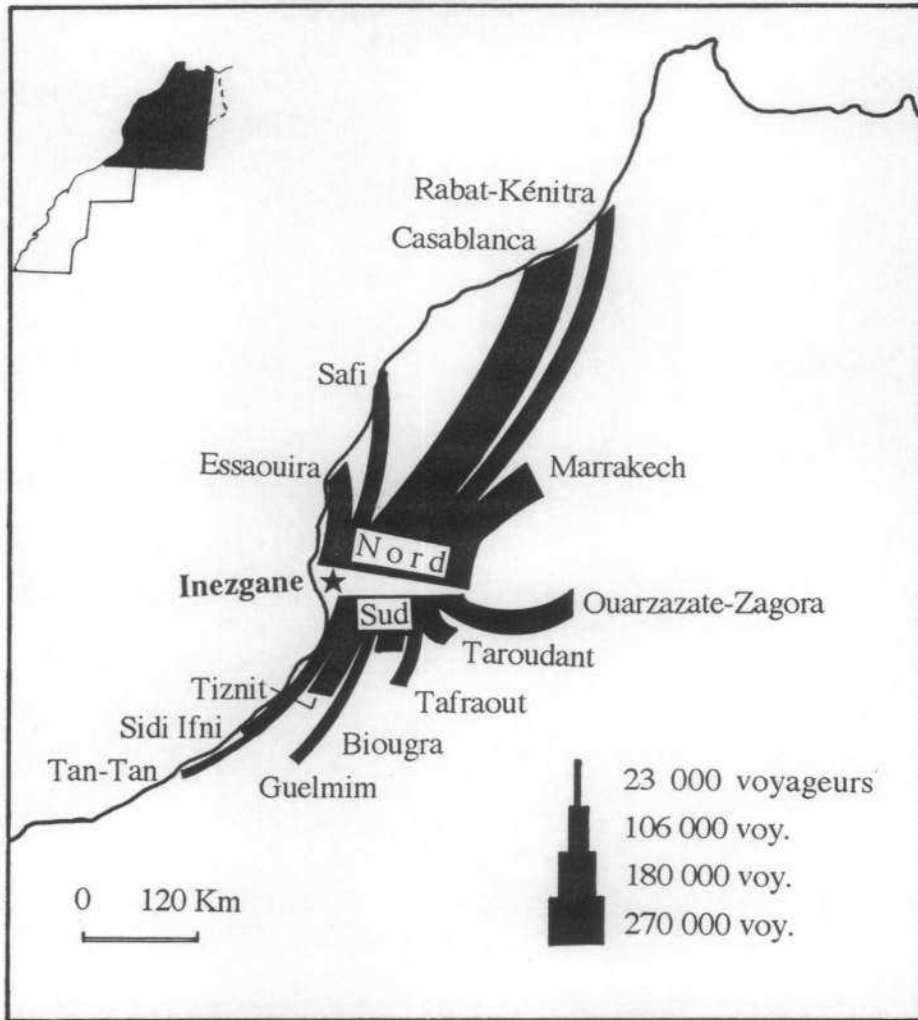 Rabat-Kénitra
Casablanca
Safi
Essaouira
Marrakech
Nord
Inezgane
Sud
Ouarzazate-Zagora
Taroudant
Tiznit
Tafraout
Sidi Ifni
Biougra
Tan-Tan
Guelmim
23 000 voyageurs
106 000 voy.
180 000 voy.
270 000 voy.
0 120 Km